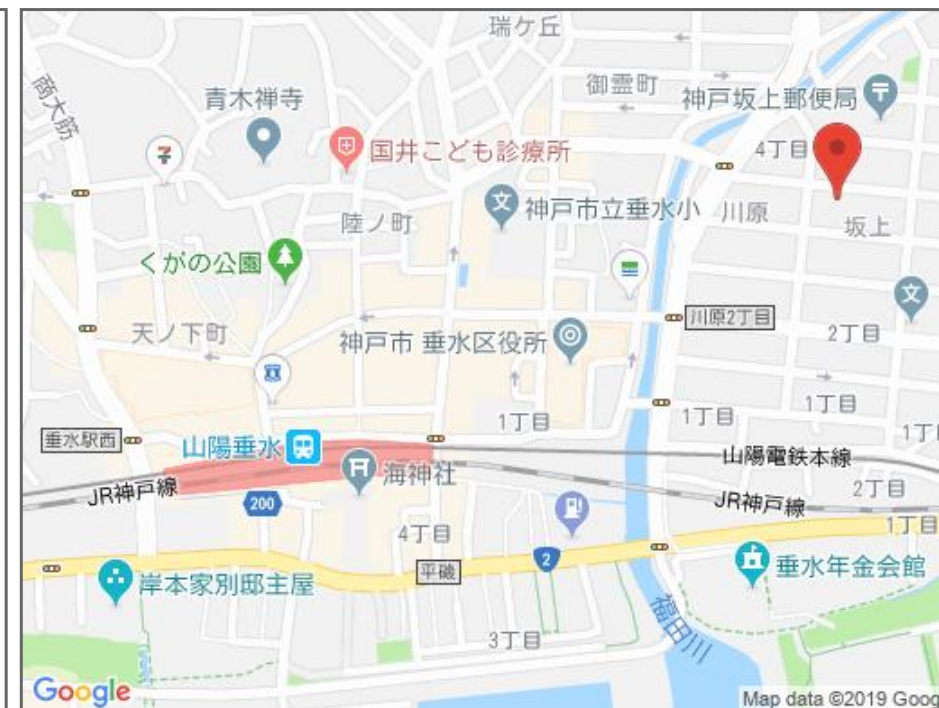 瑞ケ丘
商大筋
御霊町
青木禅寺
神戸坂上郵便局
国井こども診療所
4丁目
陸ノ町
神戸市立垂水小
川原
坂上
くがの公園
天ノ下町
神戸市 垂水区役所
川原2丁目
2丁目
1丁目
1丁目
1丁目
垂水駅西
山陽垂水
海神社
山陽電鉄本線
JR神戸線
200
JR神戸線
2丁目
4丁目
1丁目
平磯
2
岸本家別邸主屋
垂水年金会館
福田川
3丁目
Google
Map data ©2019 Goog